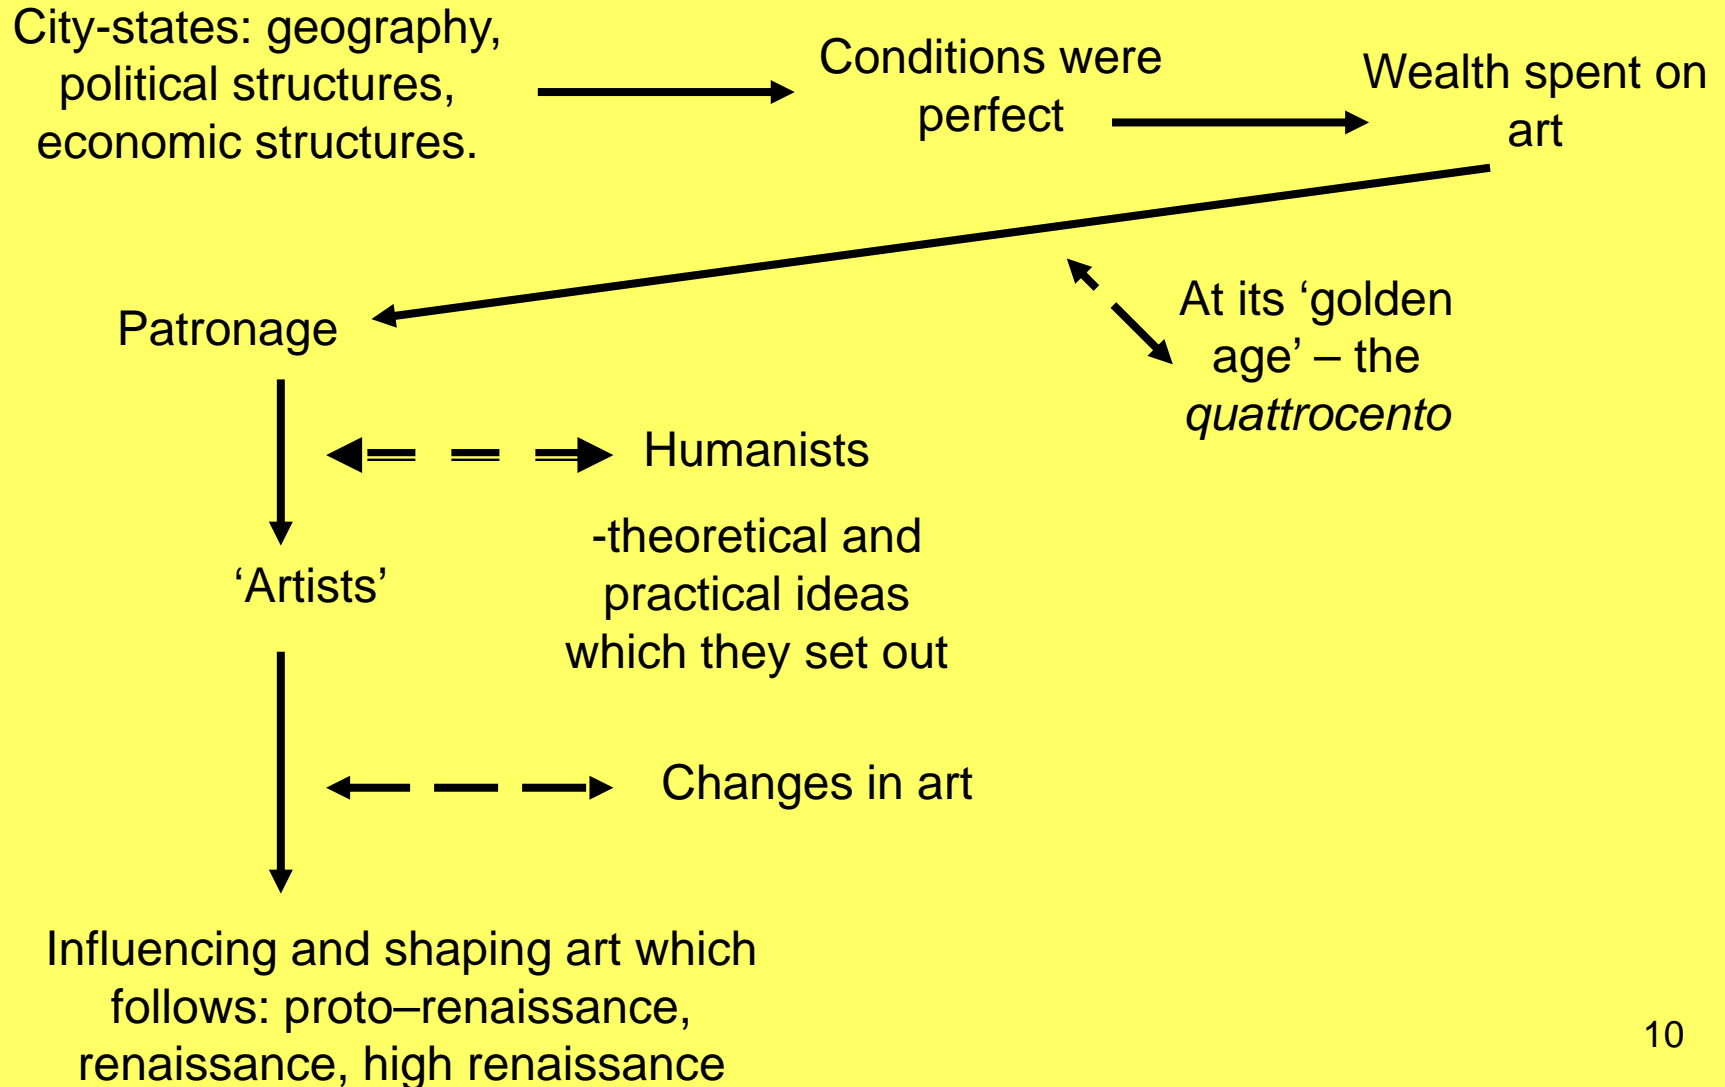 City-states: geography,
political structures,
economic structures.
Conditions were
perfect
Wealth spent on
art
Patronage
At its ‘golden
age’ – the
quattrocento
Humanists
-theoretical and
practical ideas
which they set out
‘Artists’
Changes in art
Influencing and shaping art which
follows: proto–renaissance,
renaissance, high renaissance
10